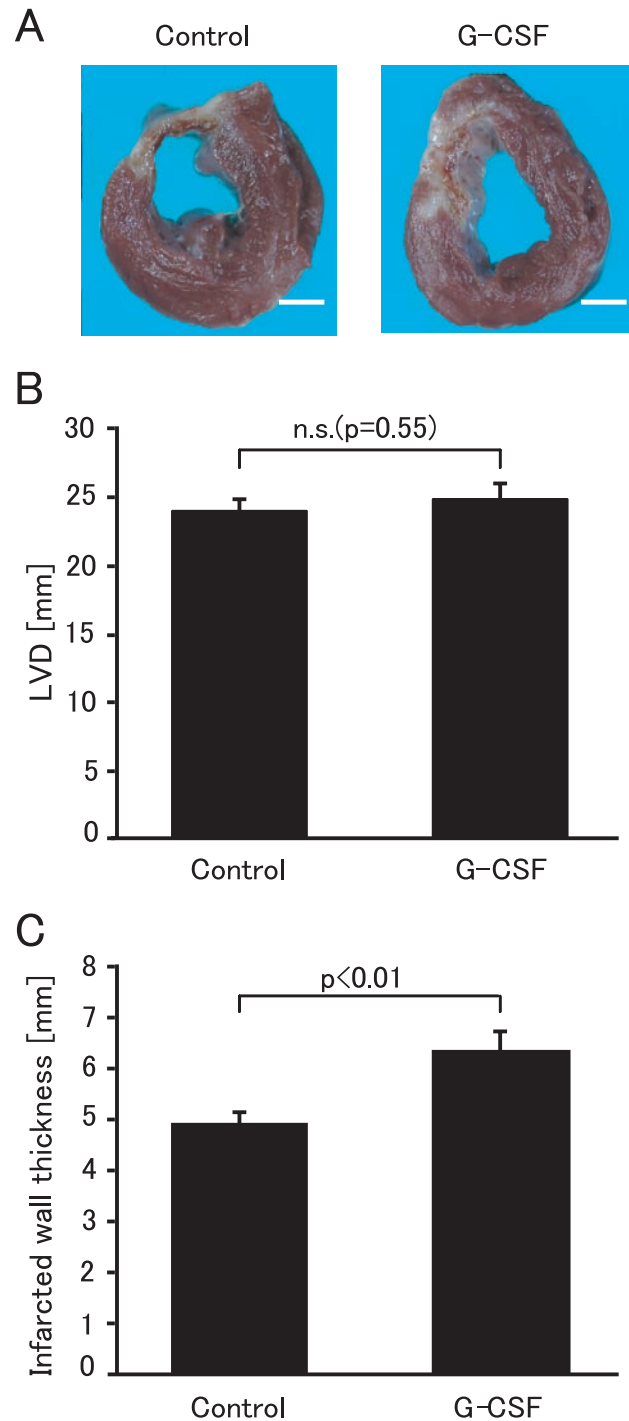 A
Control
G-CSF
B
n.s.(p=0.55)
30
25
20
15
10
5
0
LVD [mm]
Control
G-CSF
C
p<0.01
8
7
6
5
4
3
2
1
0
Infarcted wall thickness [mm]
Control
G-CSF